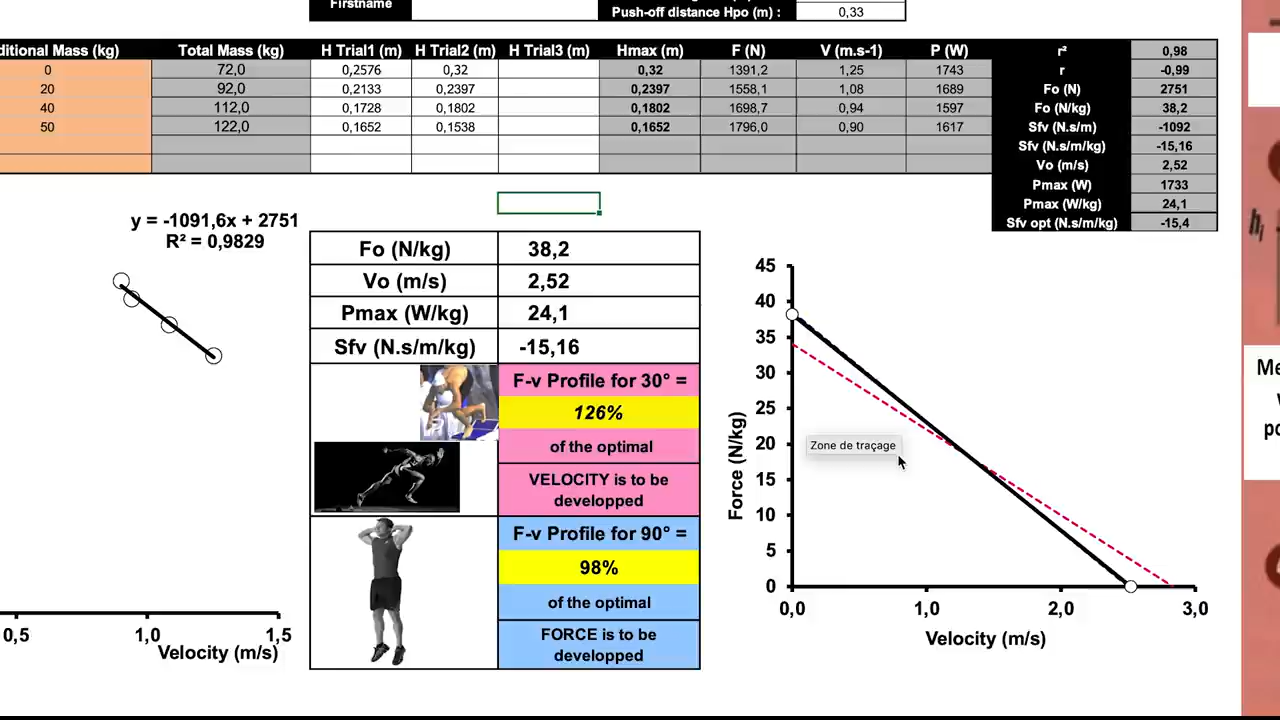 Firstname
Push-off distance Hpo (m) : 0,33
ditional Mass (kg) Total Mass (kg) H Trial1 (m) H Trial2 (m) H Trial3 (m) Hmax (m) F (N) V (m.s-1) P (W) r² 0,98
0 72,0 0,2576 0,32 0,32 1391,2 1,25 1743 r -0,99
20 92,0 0,2133 0,2397 0,2397 1558,1 1,08 1689 Fo (N) 2751
40 112,0 0,1728 0,1802 0,1802 1698,7 0,94 1597 Fo (N/kg) 38,2
50 122,0 0,1652 0,1538 0,1652 1796,0 0,90 1617 Sfv (N.s/m) -1092
Sfv (N.s/m/kg) -15,16
Vo (m/s) 2,52
Pmax (W) 1733
Pmax (W/kg) 24,1
Sfv opt (N.s/m/kg) -15,4
y = -1091,6x + 2751
R² = 0,9829
0,5 1,0 1,5
Velocity (m/s)
Fo (N/kg) 38,2
Vo (m/s) 2,52
Pmax (W/kg) 24,1
Sfv (N.s/m/kg) -15,16
F-v Profile for 30° =
126%
of the optimal
VELOCITY is to be
developped
F-v Profile for 90° =
98%
of the optimal
FORCE is to be
developped
45
40
35
30
25
20
15
10
5
0
Force (N/kg)
Zone de traçage
0,0 1,0 2,0 3,0
Velocity (m/s)
hi
Me
po